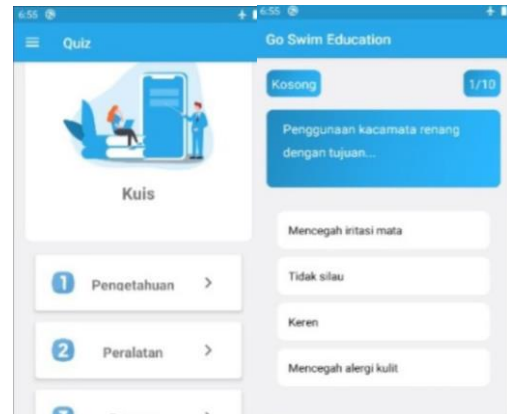 6:55
Quiz
Kuis
1 Pengetahuan
2 Peralatan
6:55
Go Swim Education
Kosong
1/10
Penggunaan kacamata renang
dengan tujuan...
Mencegah iritasi mata
Tidak silau
Keren
Mencegah alergi kulit